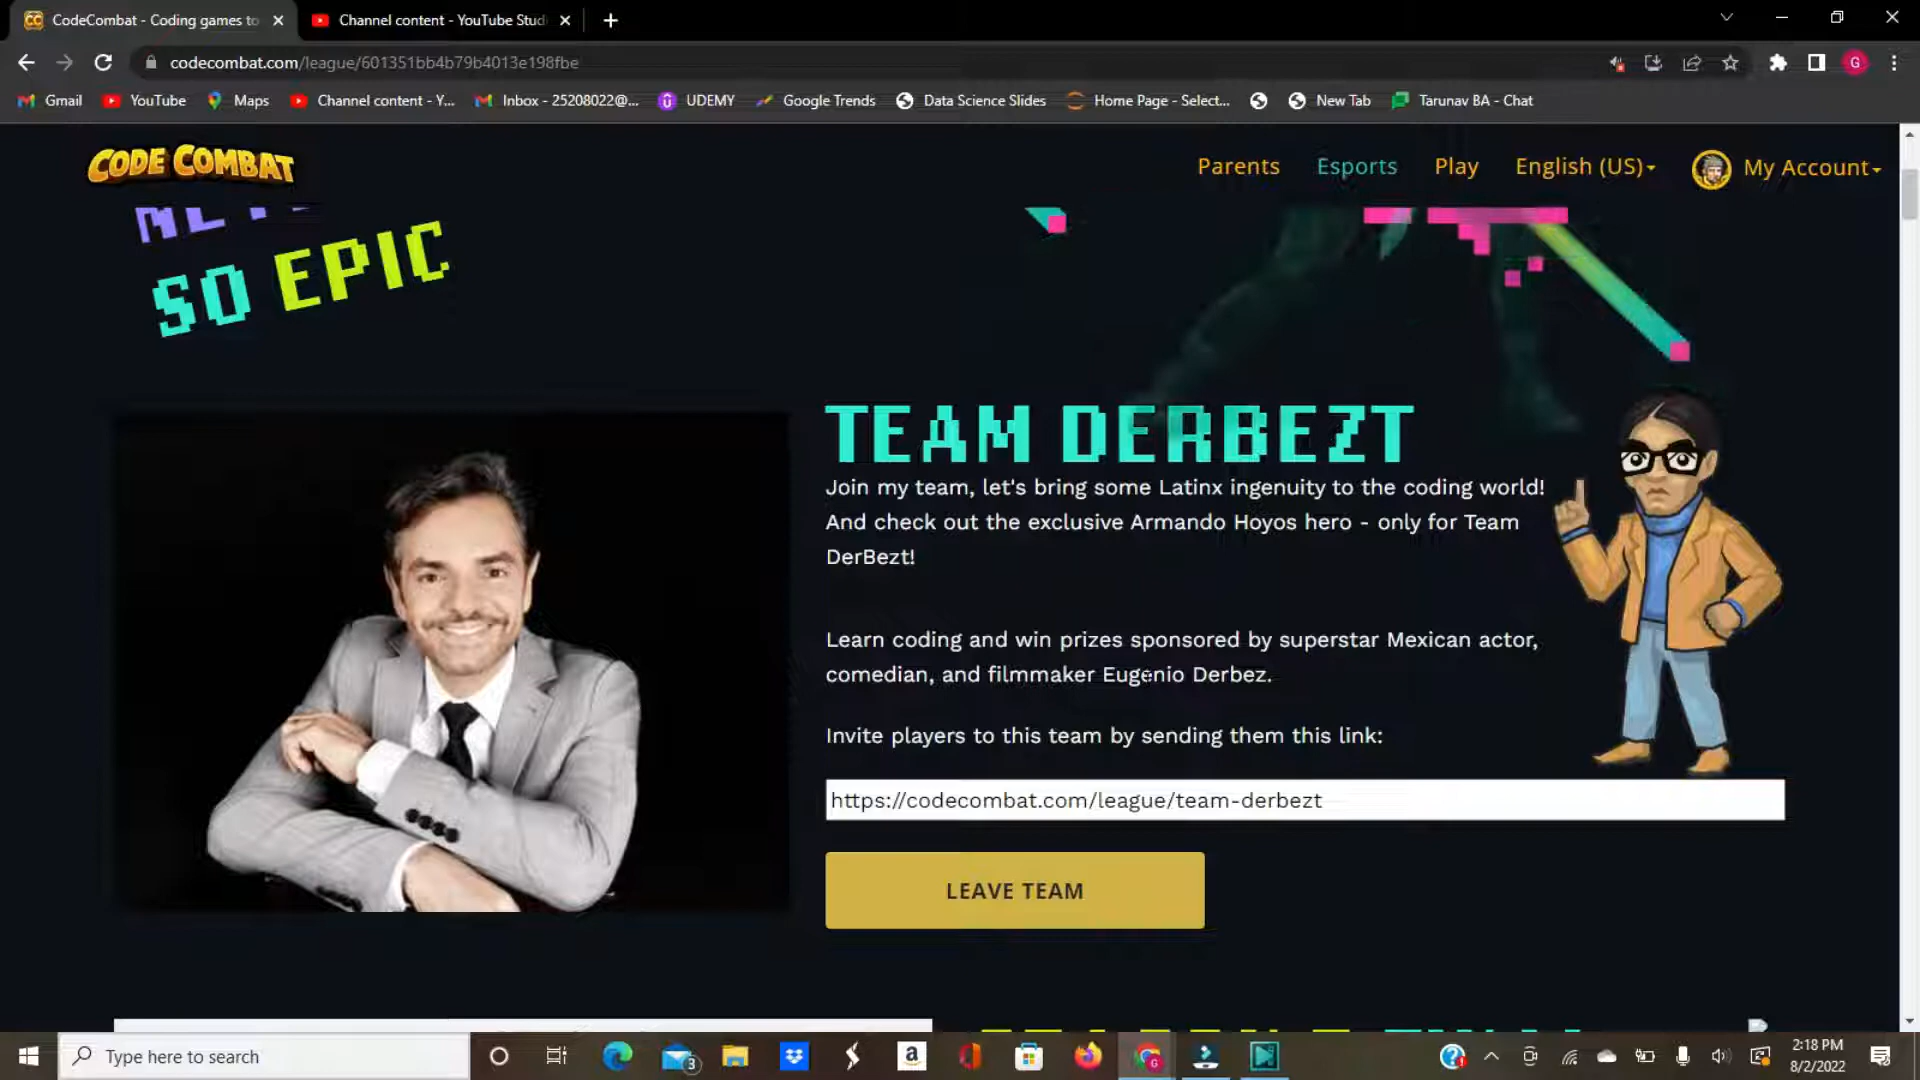 CodeCombat - Coding games to
Channel content - YouTube Stud
codecombat.com/league/601351bb4b79b4013e198fbe
G
Gmail
YouTube
Maps
Channel content - Y...
Inbox - 25208022@...
UDEMY
Google Trends
Data Science Slides
Home Page - Select...
New Tab
Tarunav BA - Chat
CODE COMBAT
Parents
Esports
Play
English (US)
My Account
SO EPIC
TEAM DERBEZT
Join my team, let's bring some Latinx ingenuity to the coding world!
And check out the exclusive Armando Hoyos hero - only for Team
DerBezt!
Learn coding and win prizes sponsored by superstar Mexican actor,
comedian, and filmmaker Eugenio Derbez.
Invite players to this team by sending them this link:
https://codecombat.com/league/team-derbezt
LEAVE TEAM
Type here to search
3
2:18 PM
8/2/2022